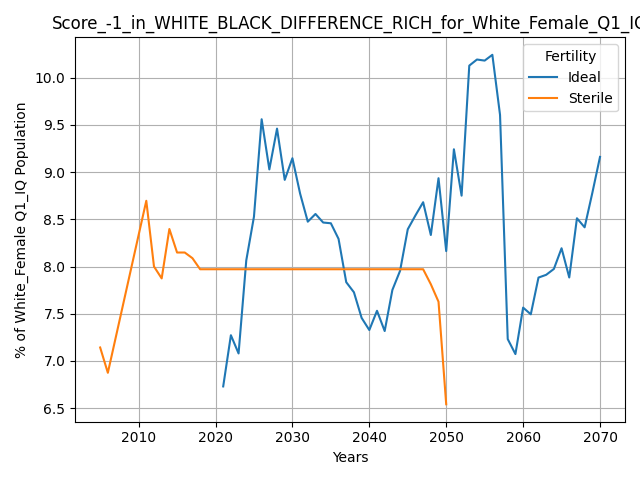 Score_-1_in_WHITE_BLACK_DIFFERENCE_RICH_for_White_Female_Q1_IQ
Fertility
Ideal
Sterile
% of White_Female Q1_IQ Population
10.0
9.5
9.0
8.5
8.0
7.5
7.0
6.5
2010 2020 2030 2040 2050 2060 2070
Years